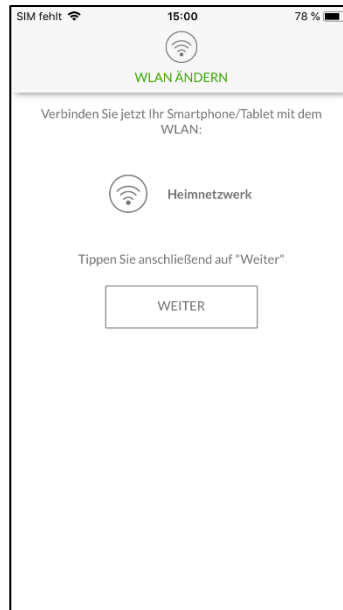 SIM fehlt 15:00 78 %
WLAN ÄNDERN
Verbinden Sie jetzt Ihr Smartphone/Tablet mit dem
WLAN:
Heimnetzwerk
Tippen Sie anschließend auf "Weiter"
WEITER